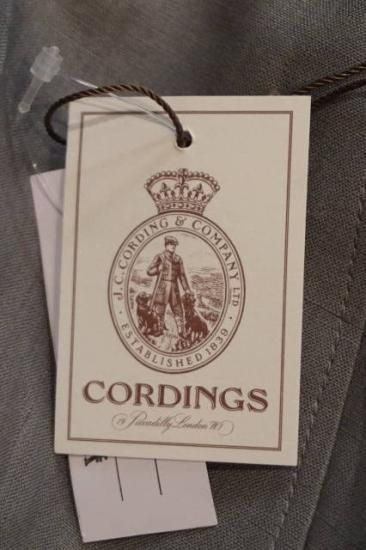 J.C. CORDING & COMPANY LTD
· ESTABLISHED 1839 ·
CORDINGS
19 Piccadilly London W1